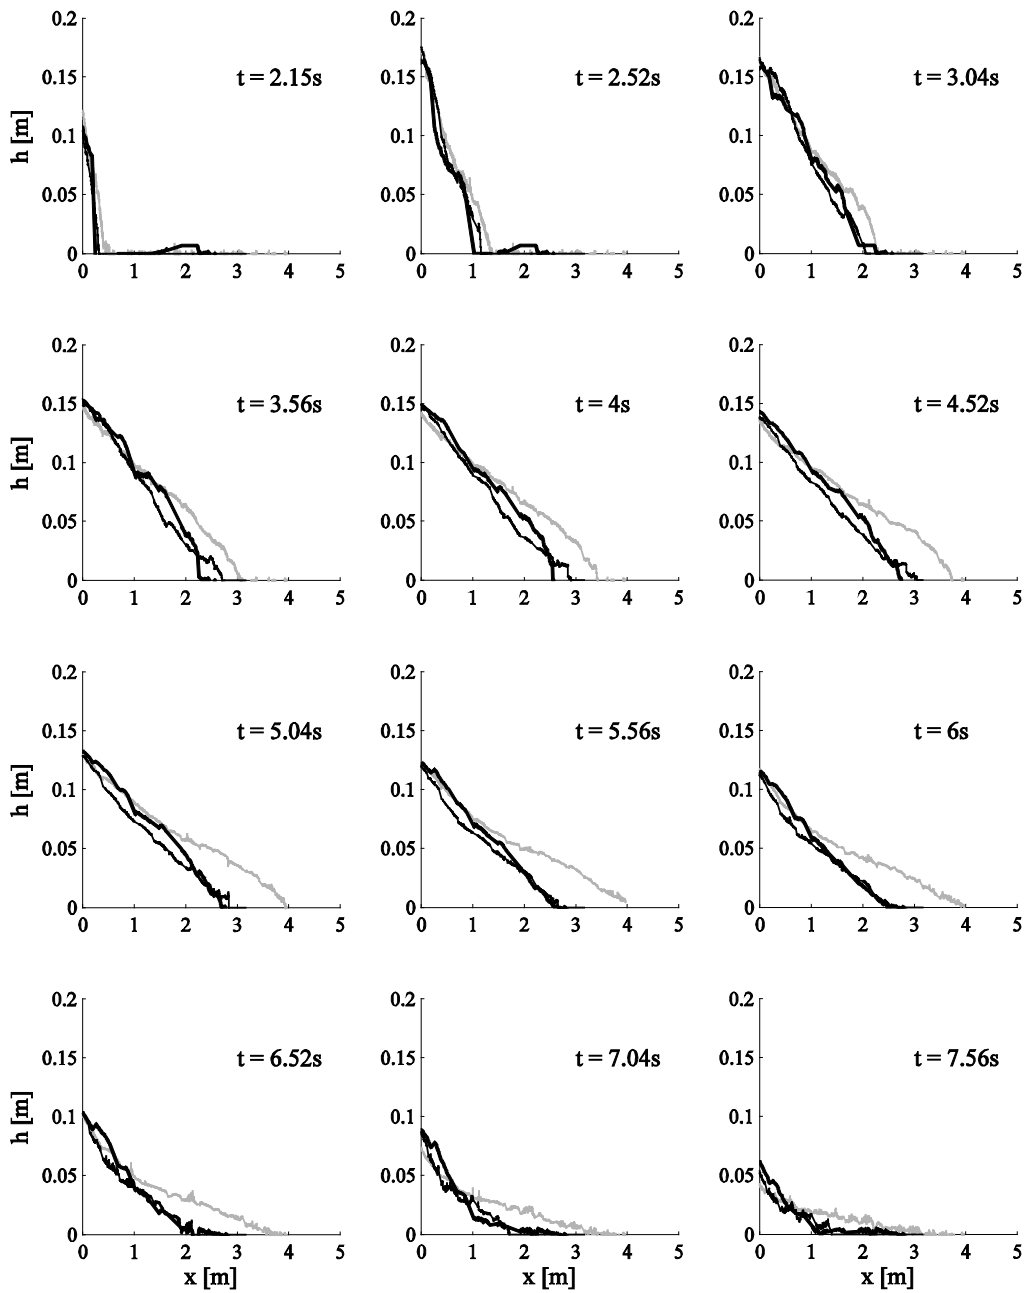 0.2 0.2 0.2
t = 2.15s t = 2.52s t = 3.04s
0.15 0.15 0.15
h [m]
0.1 0.1 0.1
0.05 0.05 0.05
0 0 0
0 1 2 3 4 5 0 1 2 3 4 5 0 1 2 3 4 5
0.2 0.2 0.2
t = 3.56s t = 4s t = 4.52s
0.15 0.15 0.15
h [m]
0.1 0.1 0.1
0.05 0.05 0.05
0 0 0
0 1 2 3 4 5 0 1 2 3 4 5 0 1 2 3 4 5
0.2 0.2 0.2
t = 5.04s t = 5.56s t = 6s
0.15 0.15 0.15
h [m]
0.1 0.1 0.1
0.05 0.05 0.05
0 0 0
0 1 2 3 4 5 0 1 2 3 4 5 0 1 2 3 4 5
0.2 0.2 0.2
t = 6.52s t = 7.04s t = 7.56s
0.15 0.15 0.15
h [m]
0.1 0.1 0.1
0.05 0.05 0.05
0 0 0
0 1 2 3 4 5 0 1 2 3 4 5 0 1 2 3 4 5
x [m] x [m] x [m]